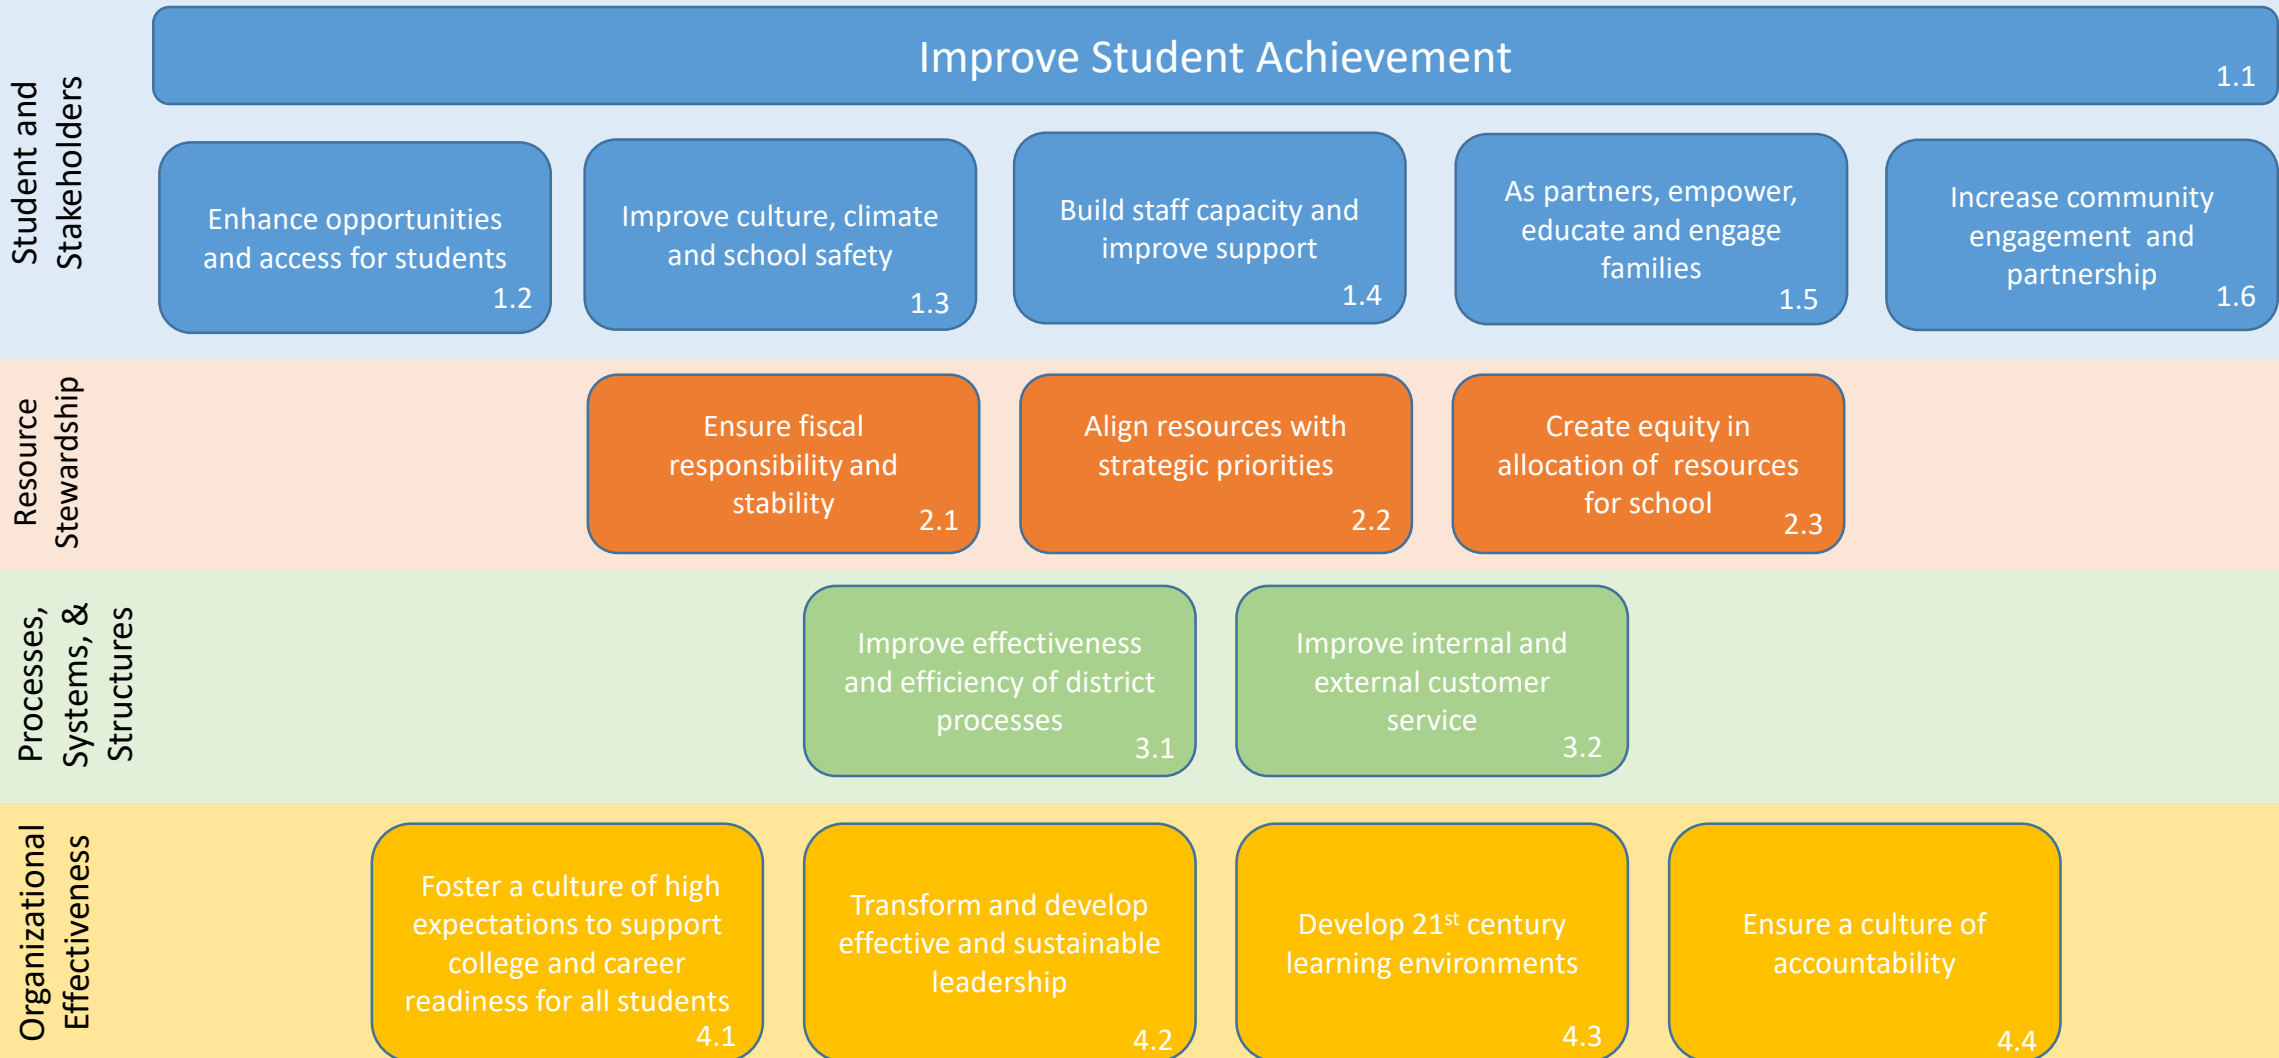 Student and
Stakeholders
Improve Student Achievement
1.1
Enhance opportunities
and access for students
1.2
Improve culture, climate
and school safety
1.3
Build staff capacity and
improve support
1.4
As partners, empower,
educate and engage
families
1.5
Increase community
engagement and
partnership
1.6
Resource
Stewardship
Ensure fiscal
responsibility and
stability
2.1
Align resources with
strategic priorities
2.2
Create equity in
allocation of resources
for school
2.3
Processes,
Systems, &
Structures
Improve effectiveness
and efficiency of district
processes
3.1
Improve internal and
external customer
service
3.2
Organizational
Effectiveness
Foster a culture of high
expectations to support
college and career
readiness for all students
4.1
Transform and develop
effective and sustainable
leadership
4.2
Develop 21st century
learning environments
4.3
Ensure a culture of
accountability
4.4